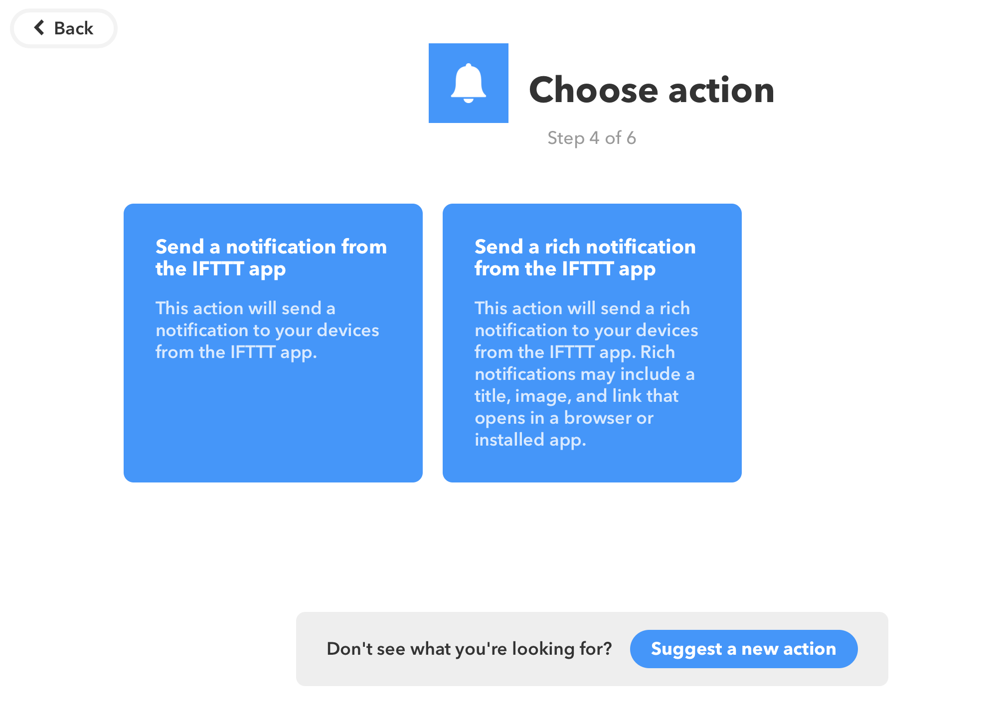 Back
Choose action
Step 4 of 6
Send a notification from
the IFTTT app
This action will send a
notification to your devices
from the IFTTT app.
Send a rich notification
from the IFTTT app
This action will send a rich
notification to your devices
from the IFTTT app. Rich
notifications may include a
title, image, and link that
opens in a browser or
installed app.
Don't see what you're looking for?
Suggest a new action